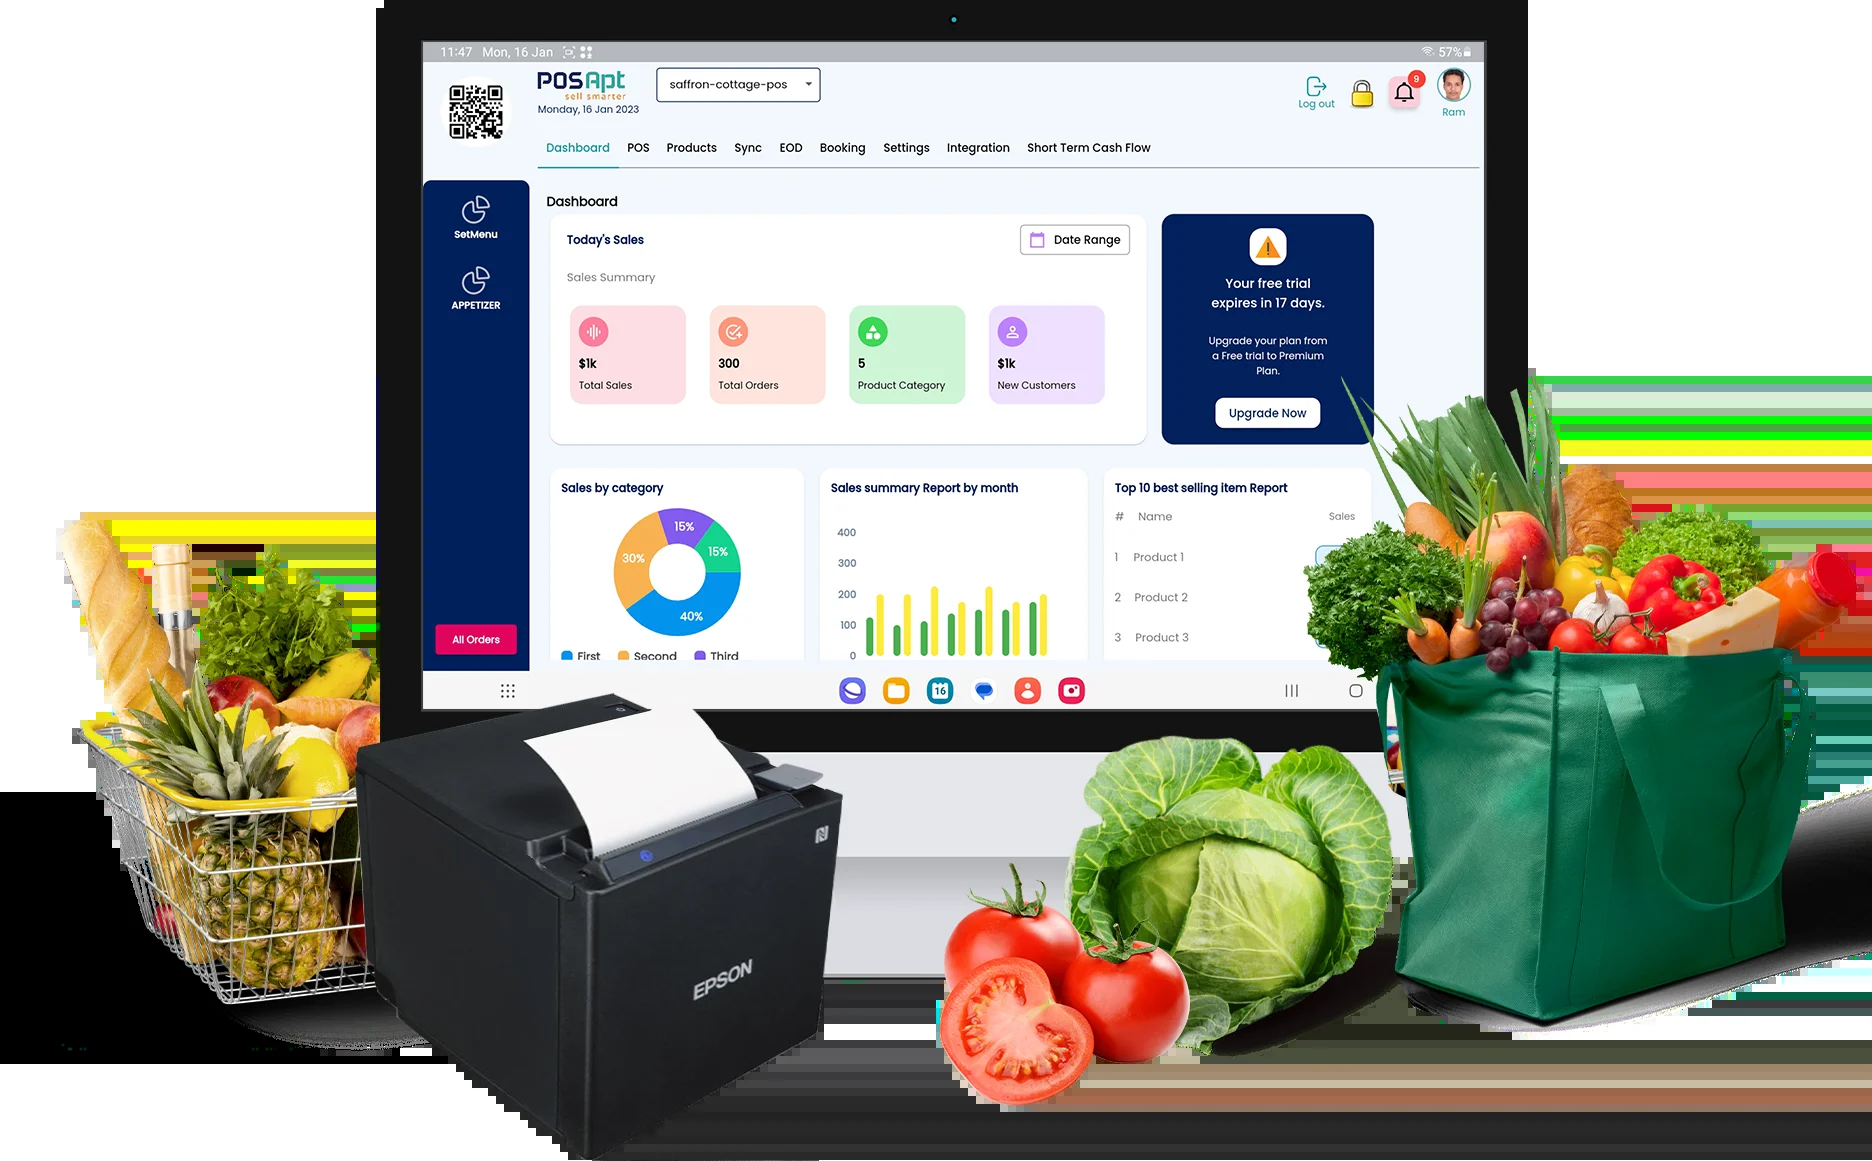 11:47 Mon, 16 Jan
57%
POSApt
sell smarter
Monday, 16 Jan 2023
saffron-cottage-pos
Log out
9
Ram
Dashboard POS Products Sync EOD Booking Settings Integration Short Term Cash Flow
SetMenu
APPETIZER
All Orders
Dashboard
Today's Sales
Date Range
Sales Summary
$1k
Total Sales
300
Total Orders
5
Product Category
$1k
New Customers
Your free trial
expires in 17 days.
Upgrade your plan from
a Free trial to Premium
Plan.
Upgrade Now
Sales by category
15%
15%
30%
40%
First Second Third
Sales summary Report by month
400
300
200
100
0
Top 10 best selling item Report
# Name Sales
1 Product 1
2 Product 2
3 Product 3
16
EPSON